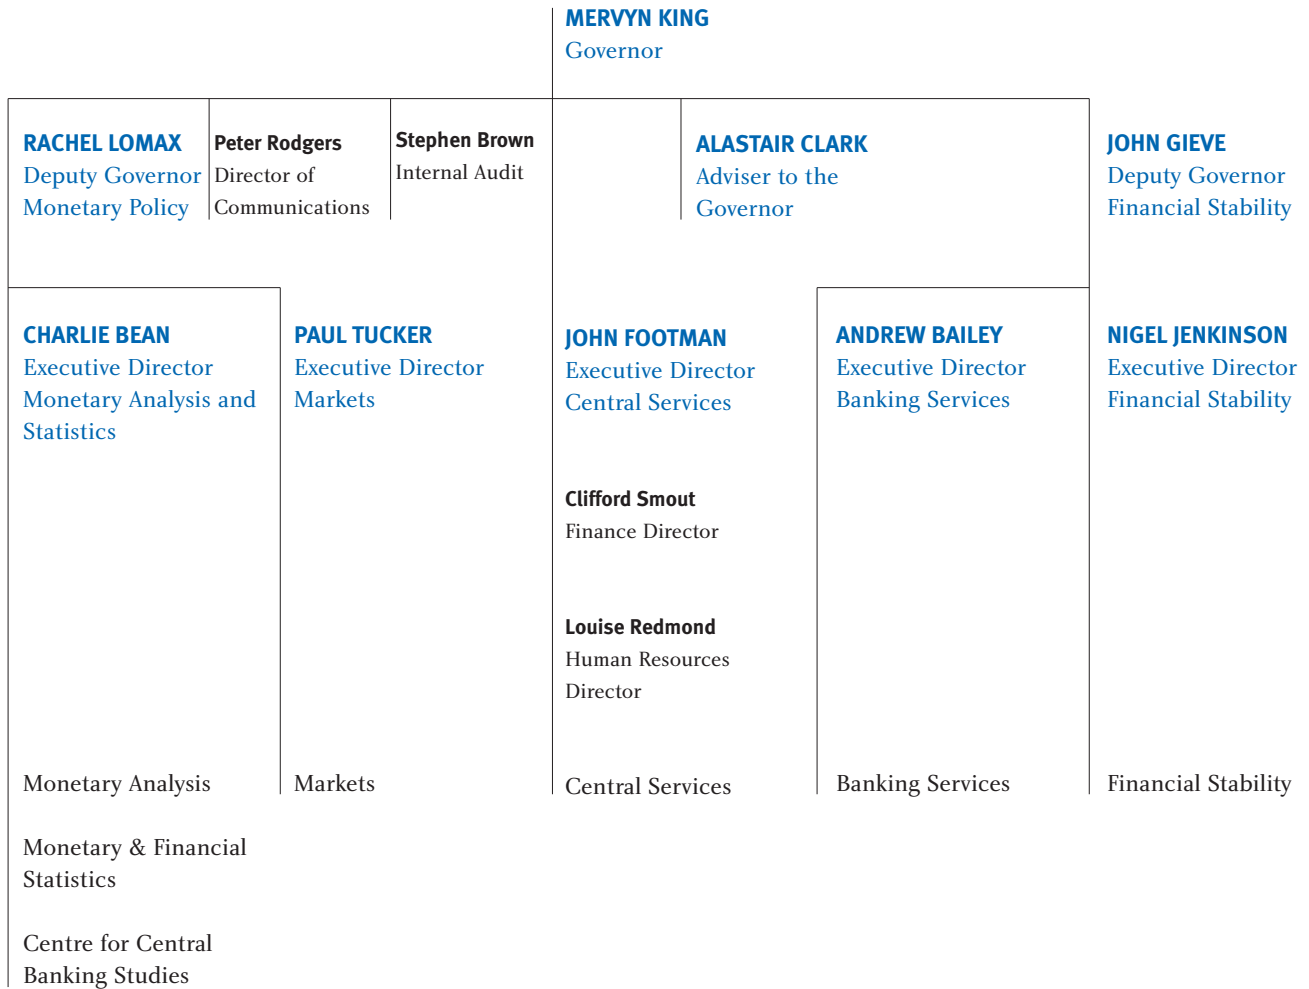 MERVYN KING
Governor
RACHEL LOMAX
Deputy Governor
Monetary Policy
Peter Rodgers
Director of
Communications
Stephen Brown
Internal Audit
ALASTAIR CLARK
Adviser to the
Governor
JOHN GIEVE
Deputy Governor
Financial Stability
CHARLIE BEAN
Executive Director
Monetary Analysis and
Statistics
PAUL TUCKER
Executive Director
Markets
JOHN FOOTMAN
Executive Director
Central Services
ANDREW BAILEY
Executive Director
Banking Services
NIGEL JENKINSON
Executive Director
Financial Stability
Clifford Smout
Finance Director
Louise Redmond
Human Resources
Director
Monetary Analysis
Markets
Central Services
Banking Services
Financial Stability
Monetary & Financial
Statistics
Centre for Central
Banking Studies